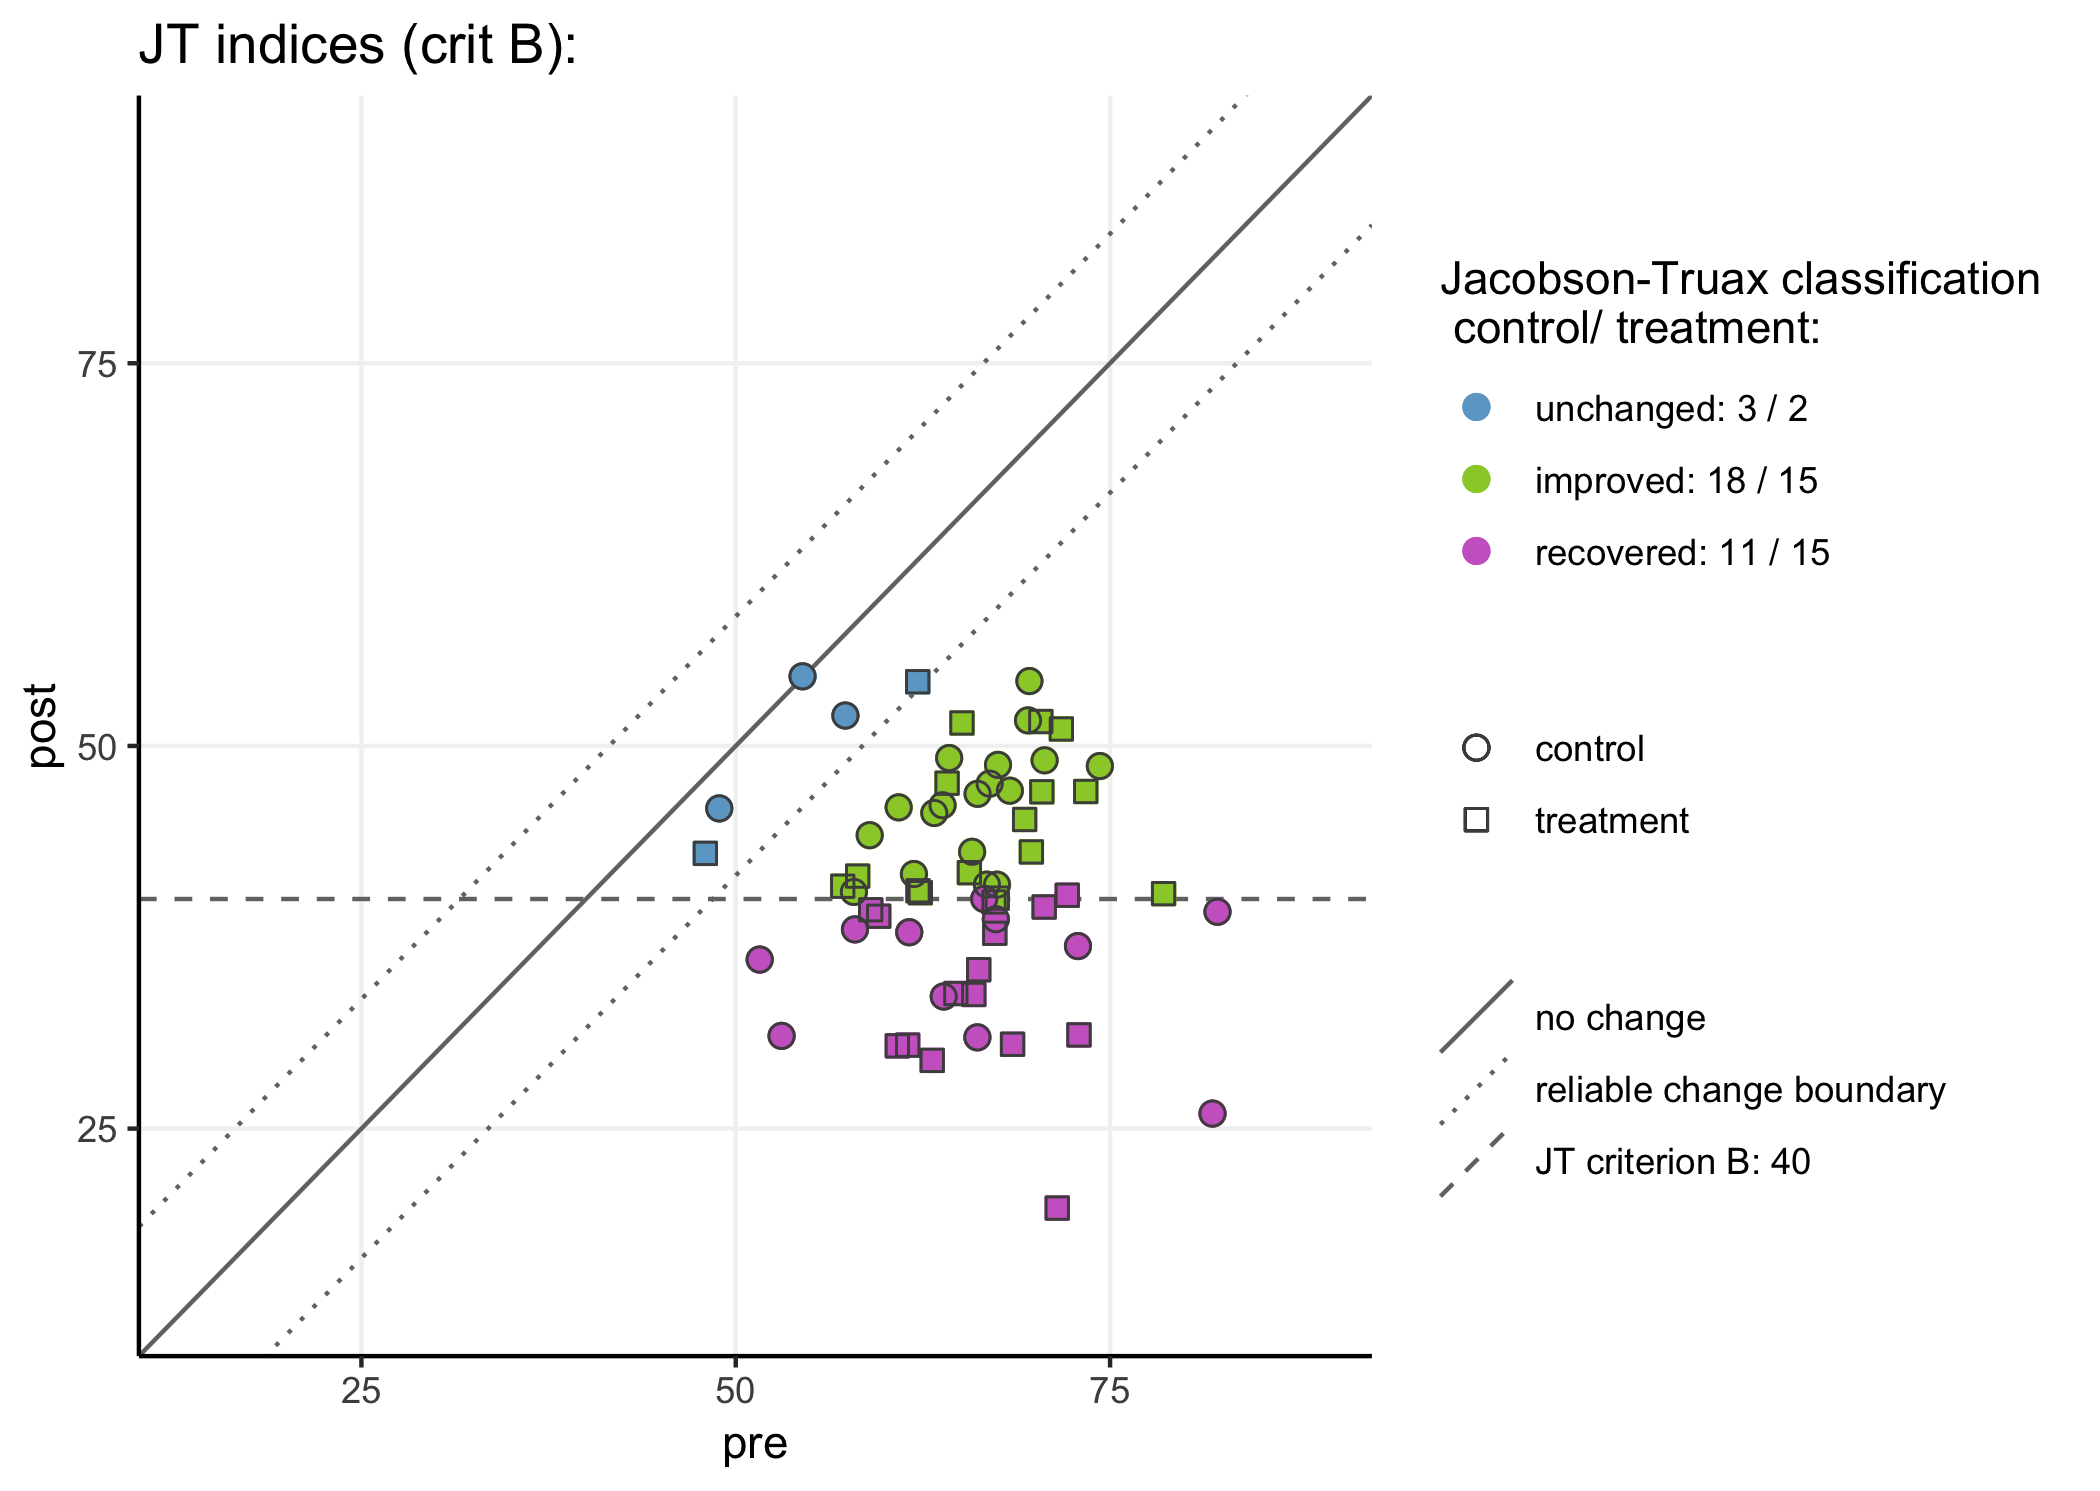 JT indices (crit B):
75
50
25
post
25
50
75
pre
Jacobson-Truax classification
control/ treatment:
unchanged: 3 / 2
improved: 18 / 15
recovered: 11 / 15
control
treatment
no change
reliable change boundary
JT criterion B: 40